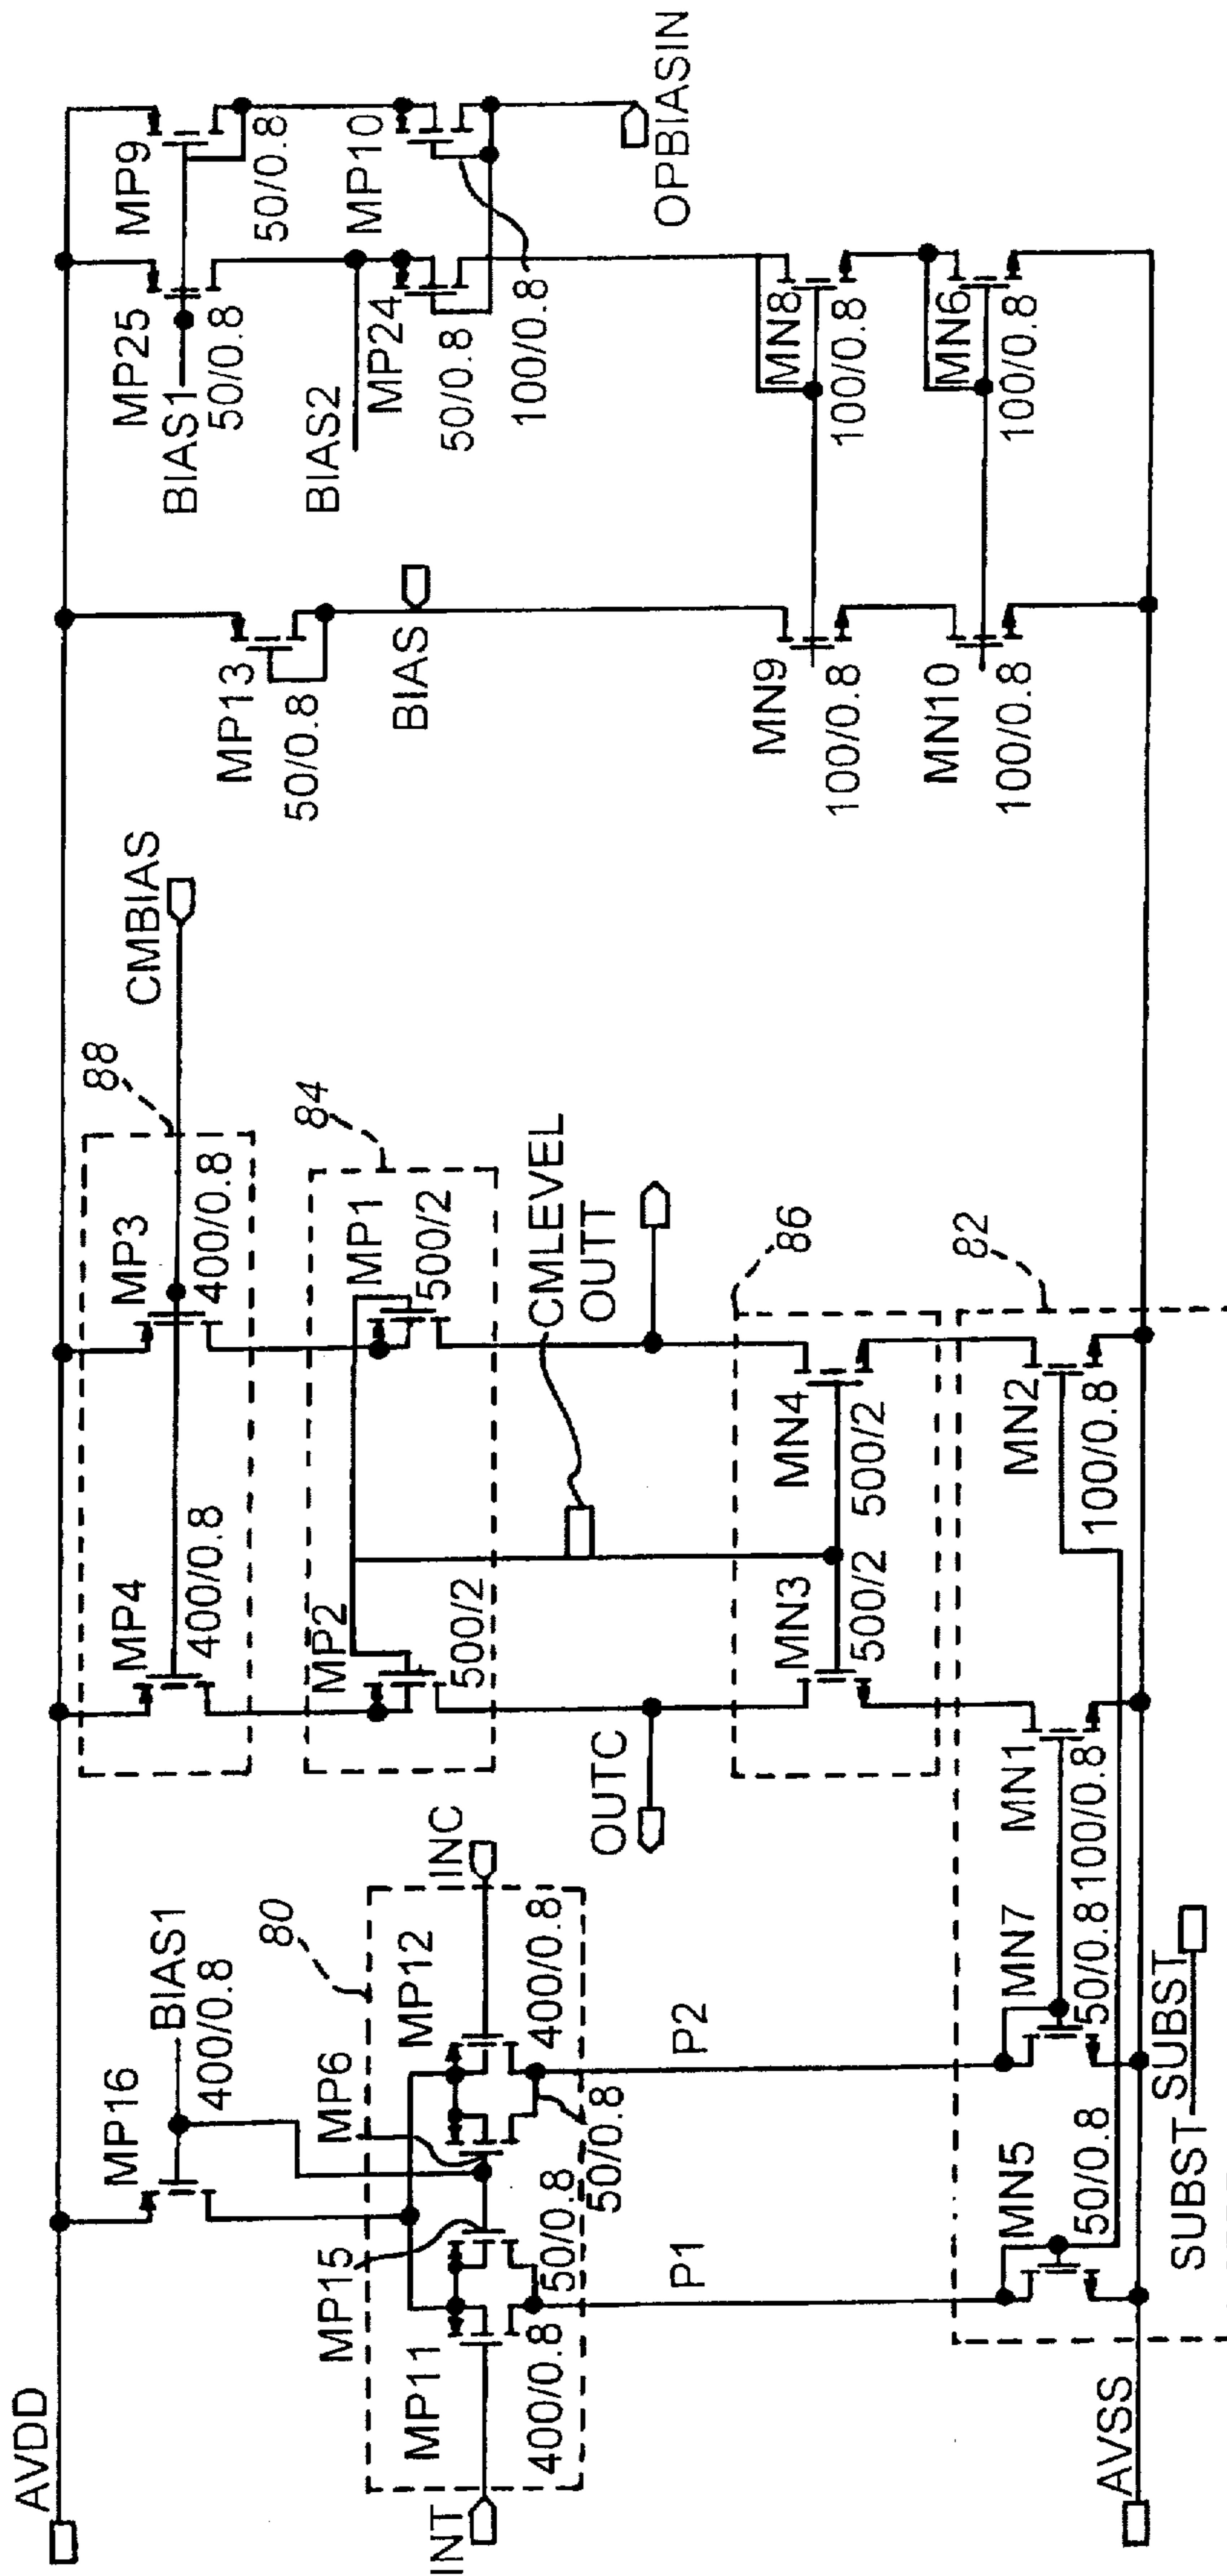 AVDD
MP16
BIAS1
400/0.8
80
MP6
MP12
INC
MP15
MP11
INT
400/0.8
50/0.8
50/0.8
400/0.8
P1
P2
MP4
400/0.8
MP3
400/0.8
88
CMBIAS
MP2
500/2
MP1
500/2
84
CMLEVEL
OUTC
OUTT
MN3
500/2
MN4
500/2
86
82
MN5
50/0.8
MN7
50/0.8
MN1
100/0.8
MN2
100/0.8
AVSS
SUBST
SUBST
MP13
50/0.8
BIAS
MN9
100/0.8
MN10
100/0.8
MP25
BIAS1
50/0.8
MP9
50/0.8
BIAS2
MP24
50/0.8
MP10
100/0.8
OPBIASIN
MN8
100/0.8
MN6
100/0.8